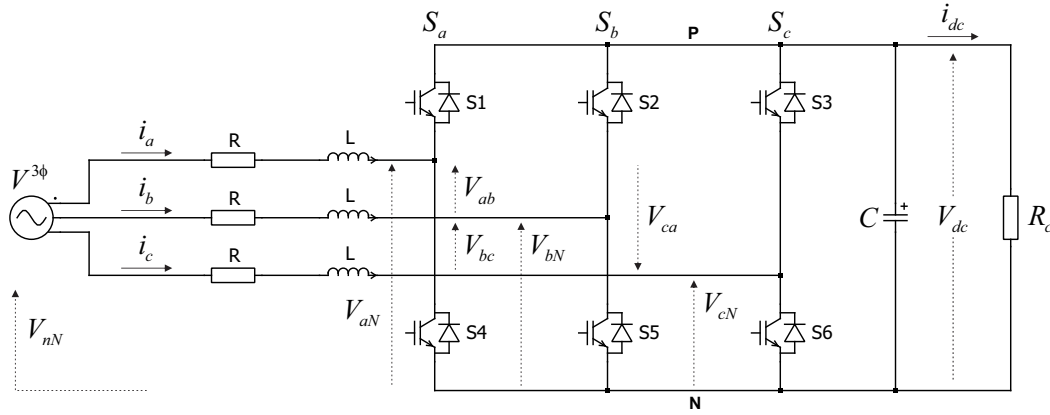 S_a
S_b
P
S_c
i_dc
S1
S2
S3
i_a
R
L
V^3ϕ
i_b
R
L
V_ab
V_ca
C
+
V_dc
R_c
i_c
R
L
V_bc
V_bN
V_aN
V_cN
V_nN
S4
S5
S6
N